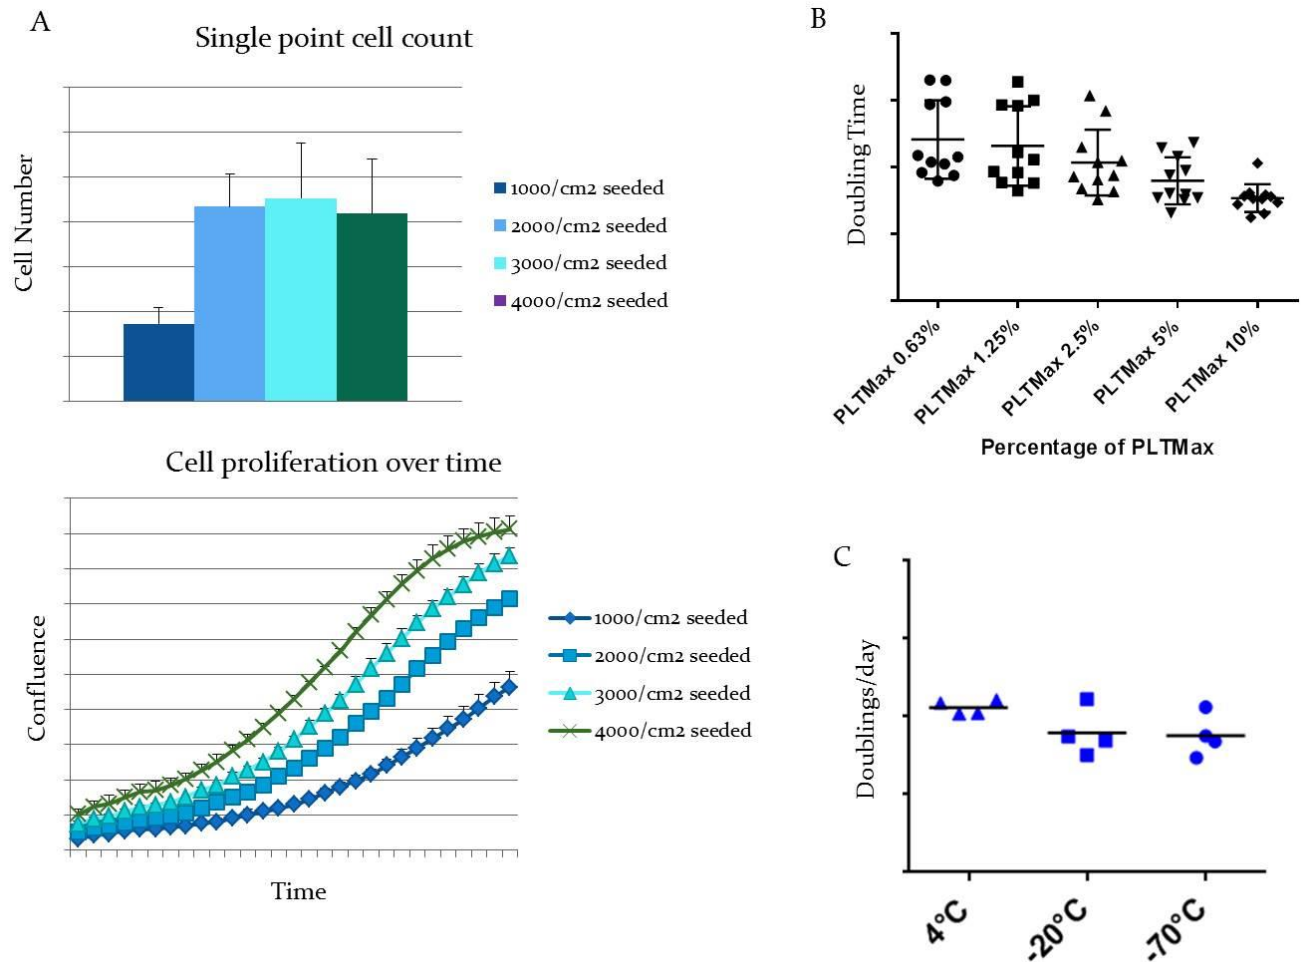 A
Single point cell count
Cell Number
1000/cm2 seeded
2000/cm2 seeded
3000/cm2 seeded
4000/cm2 seeded
Cell proliferation over time
Confluence
1000/cm2 seeded
2000/cm2 seeded
3000/cm2 seeded
4000/cm2 seeded
Time
B
Doubling Time
PLTMax 0.63%
PLTMax 1.25%
PLTMax 2.5%
PLTMax 5%
PLTMax 10%
Percentage of PLTMax
C
Doublings/day
4°C
-20°C
-70°C